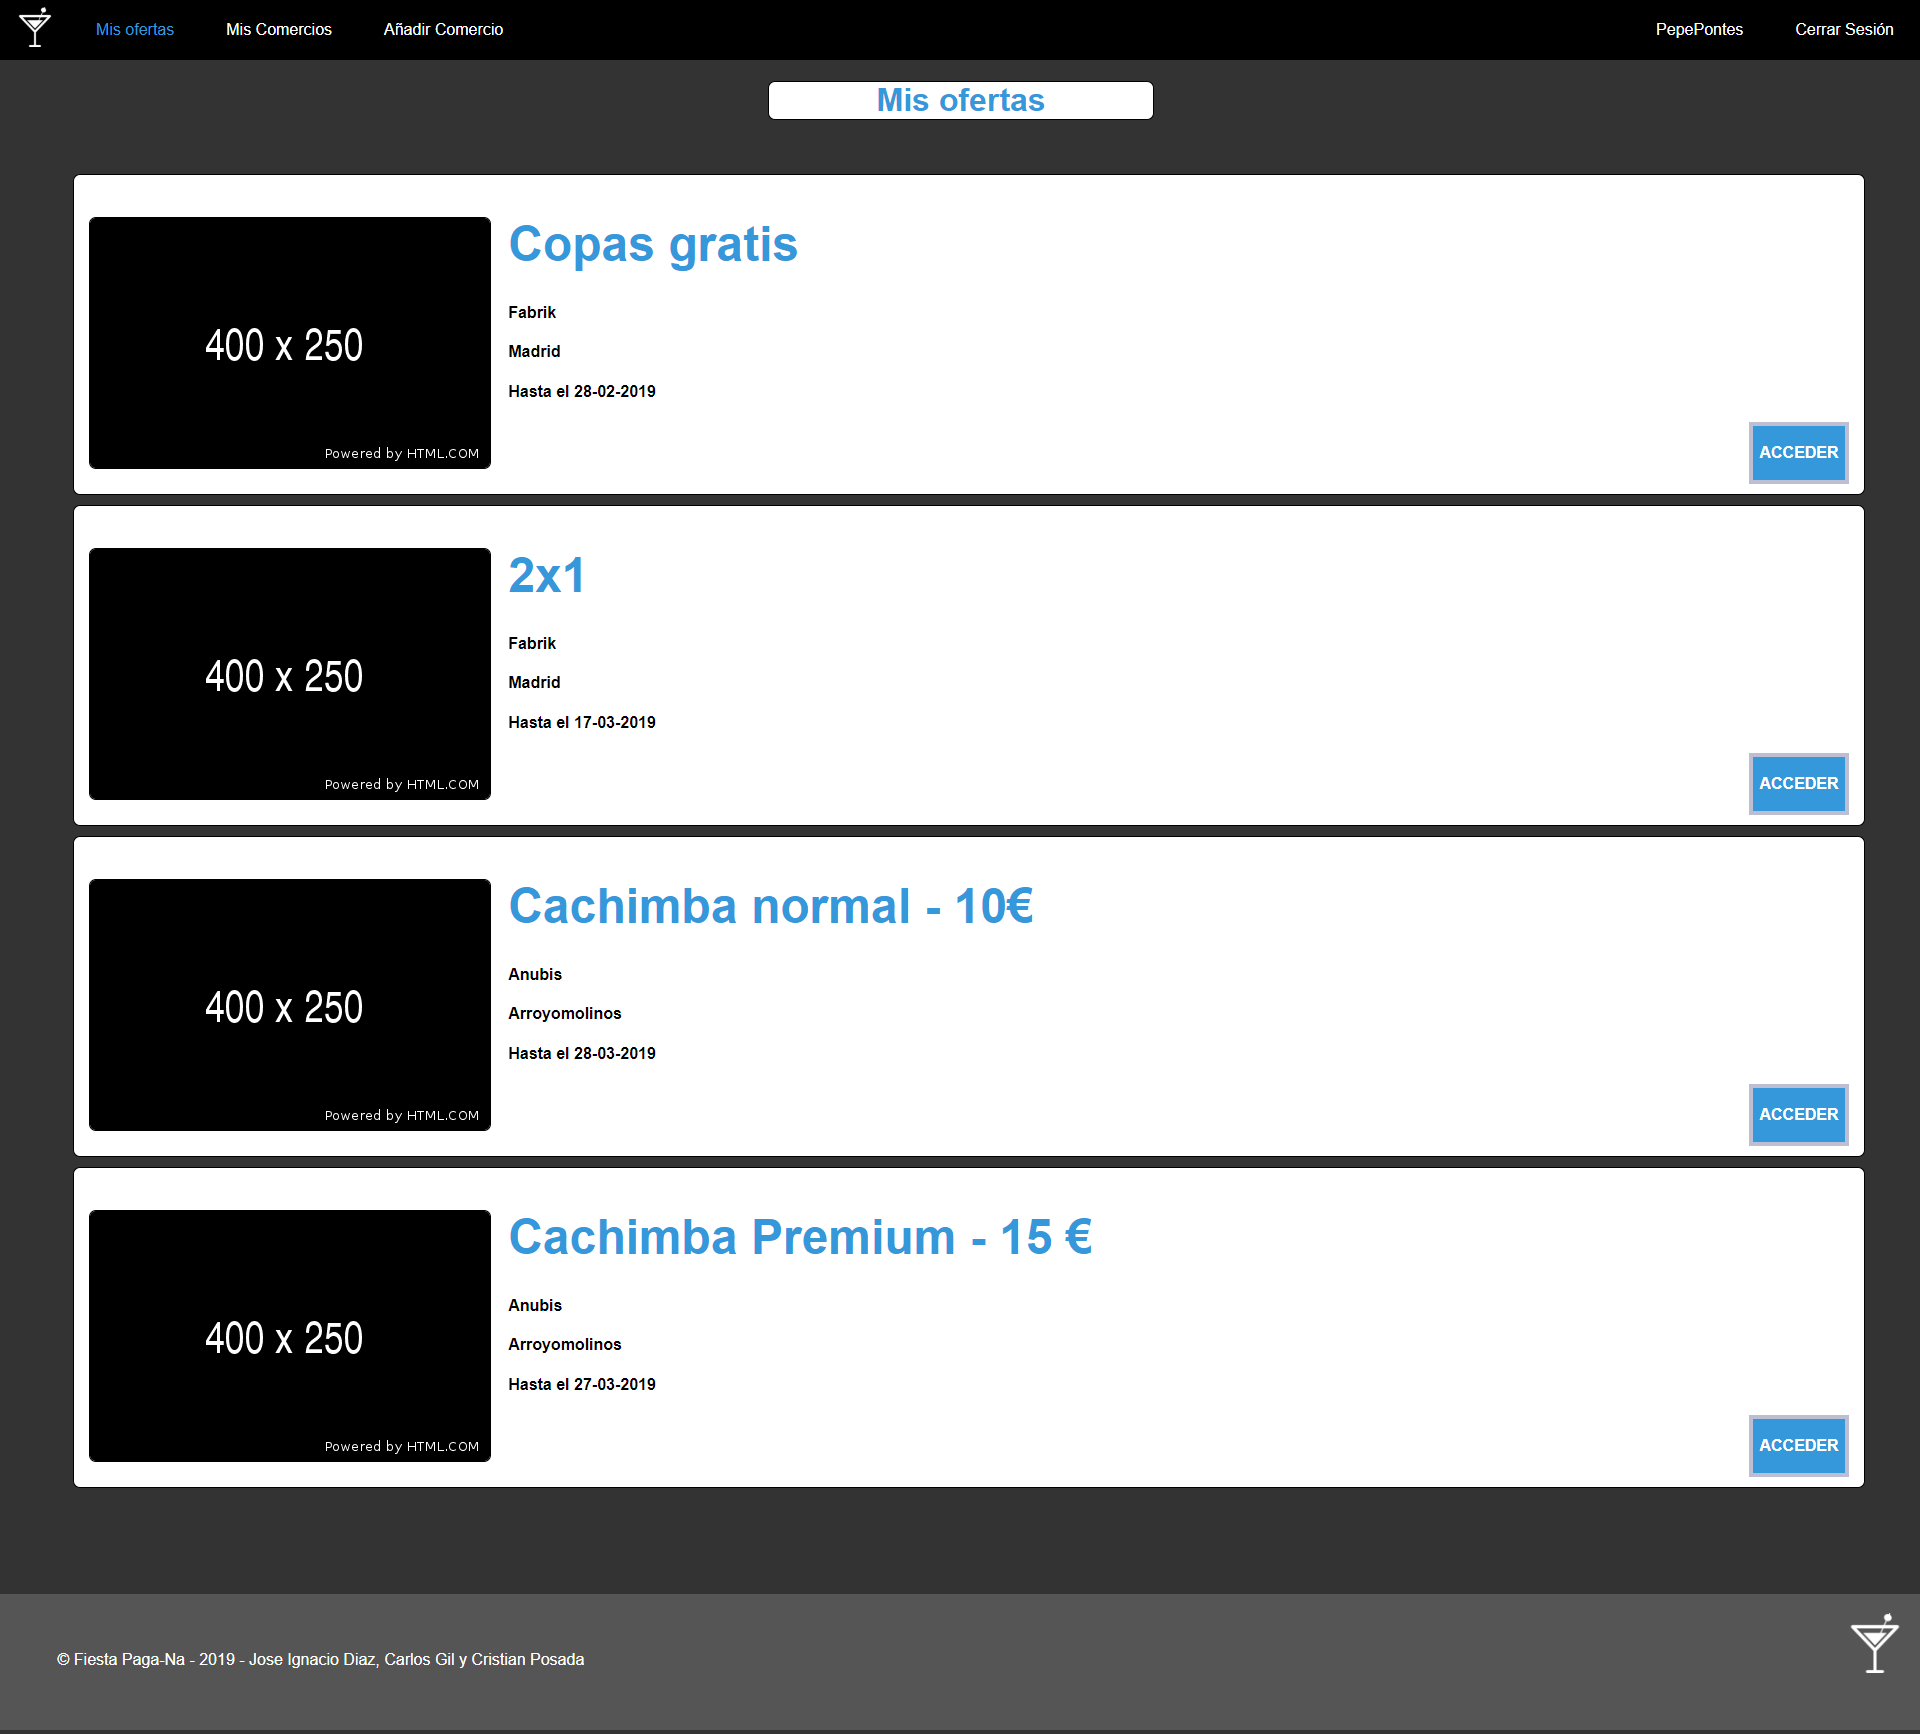 Mis ofertas
Mis Comercios
Añadir Comercio
PepePontes
Cerrar Sesión
Mis ofertas
400 x 250
Powered by HTML.COM
Copas gratis
Fabrik
Madrid
Hasta el 28-02-2019
ACCEDER
400 x 250
Powered by HTML.COM
2x1
Fabrik
Madrid
Hasta el 17-03-2019
ACCEDER
400 x 250
Powered by HTML.COM
Cachimba normal - 10€
Anubis
Arroyomolinos
Hasta el 28-03-2019
ACCEDER
400 x 250
Powered by HTML.COM
Cachimba Premium - 15 €
Anubis
Arroyomolinos
Hasta el 27-03-2019
ACCEDER
© Fiesta Paga-Na - 2019 - Jose Ignacio Diaz, Carlos Gil y Cristian Posada